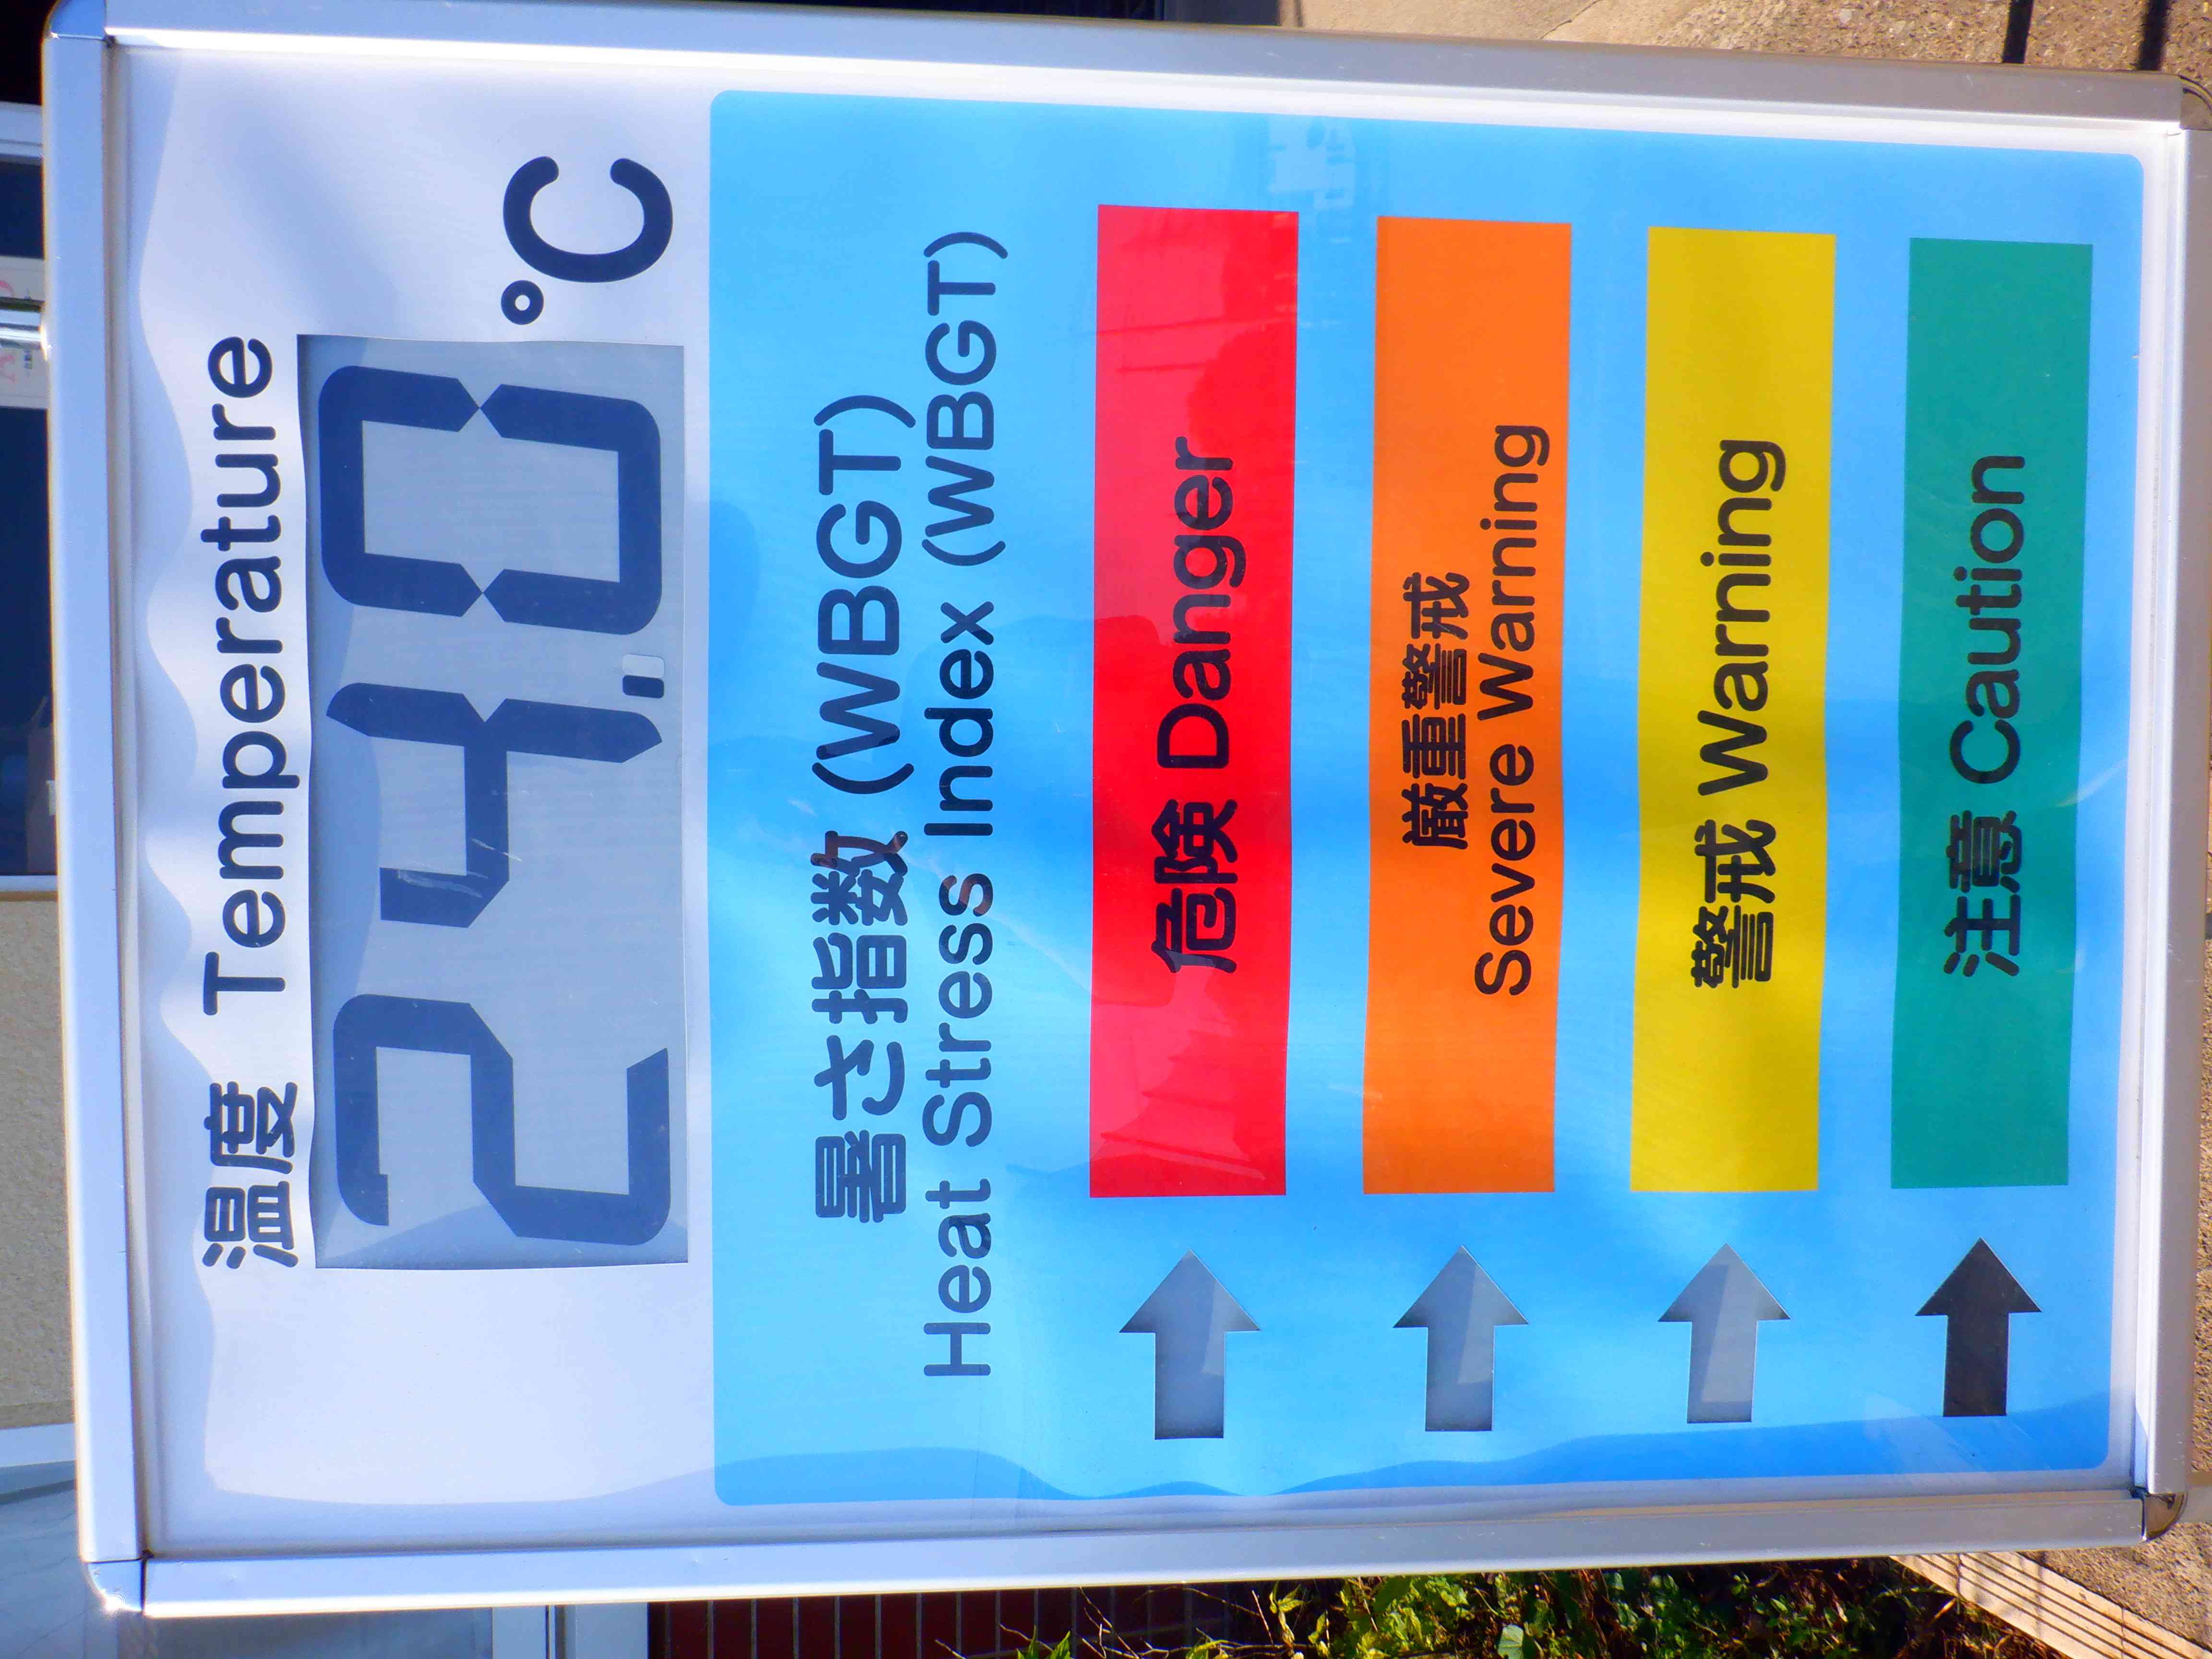 温度 Temperature
24.0℃
暑さ指数 (WBGT)
Heat Stress Index (WBGT)
危険 Danger
厳重警戒
Severe Warning
警戒 Warning
注意 Caution